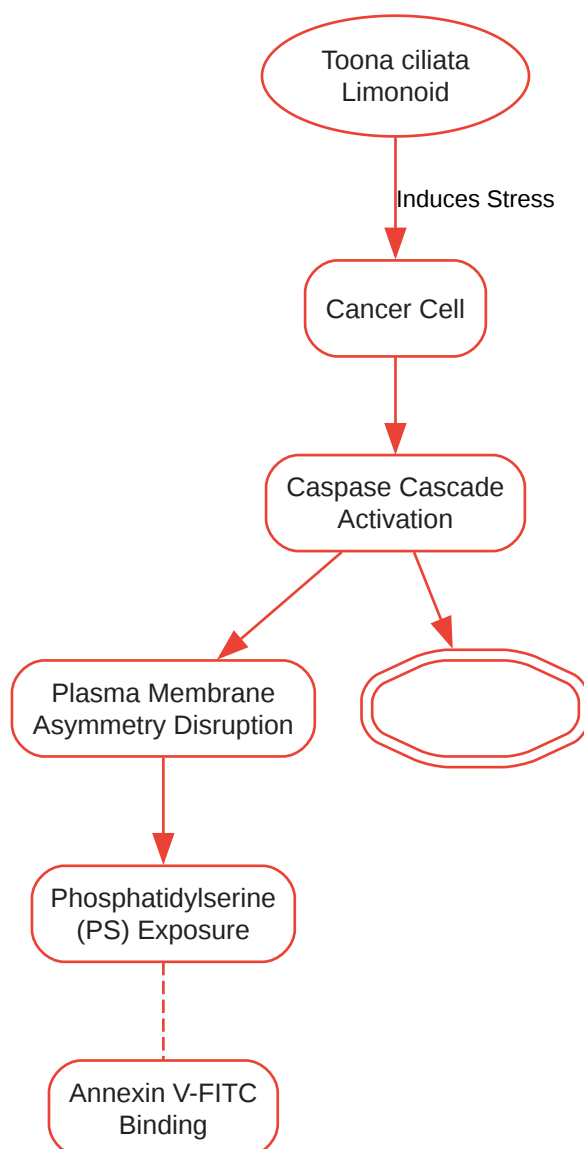 Toona ciliata
Limonoid
Induces Stress
Cancer Cell
Caspase Cascade
Activation
Plasma Membrane
Asymmetry Disruption
Phosphatidylserine
(PS) Exposure
Annexin V-FITC
Binding